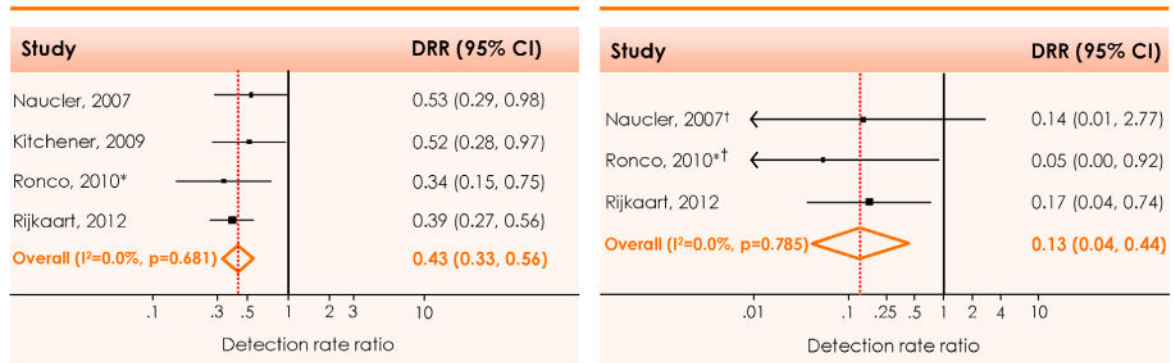 Study DRR (95% CI)
Naucler, 2007 0.53 (0.29, 0.98)
Kitchener, 2009 0.52 (0.28, 0.97)
Ronco, 2010* 0.34 (0.15, 0.75)
Rijkaart, 2012 0.39 (0.27, 0.56)
Overall (I²=0.0%, p=0.681) 0.43 (0.33, 0.56)
.1 .3 .5 1 2 3 10
Detection rate ratio
Study DRR (95% CI)
Naucler, 2007† 0.14 (0.01, 2.77)
Ronco, 2010*† 0.05 (0.00, 0.92)
Rijkaart, 2012 0.17 (0.04, 0.74)
Overall (I²=0.0%, p=0.785) 0.13 (0.04, 0.44)
.01 .1 .25 .5 1 2 4 10
Detection rate ratio